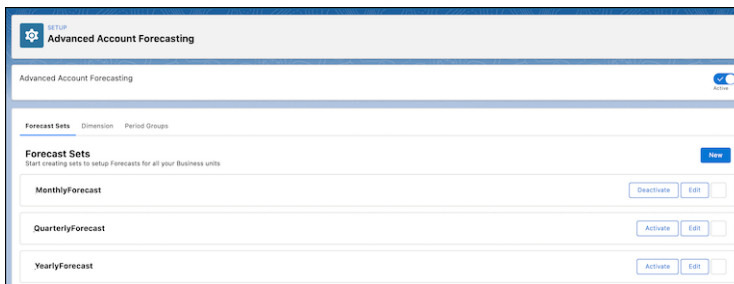 SETUP
Advanced Account Forecasting
Advanced Account Forecasting
Active
Forecast Sets Dimension Period Groups
Forecast Sets
New
Start creating sets to setup Forecasts for all your Business units
MonthlyForecast Deactivate Edit
QuarterlyForecast Activate Edit
YearlyForecast Activate Edit